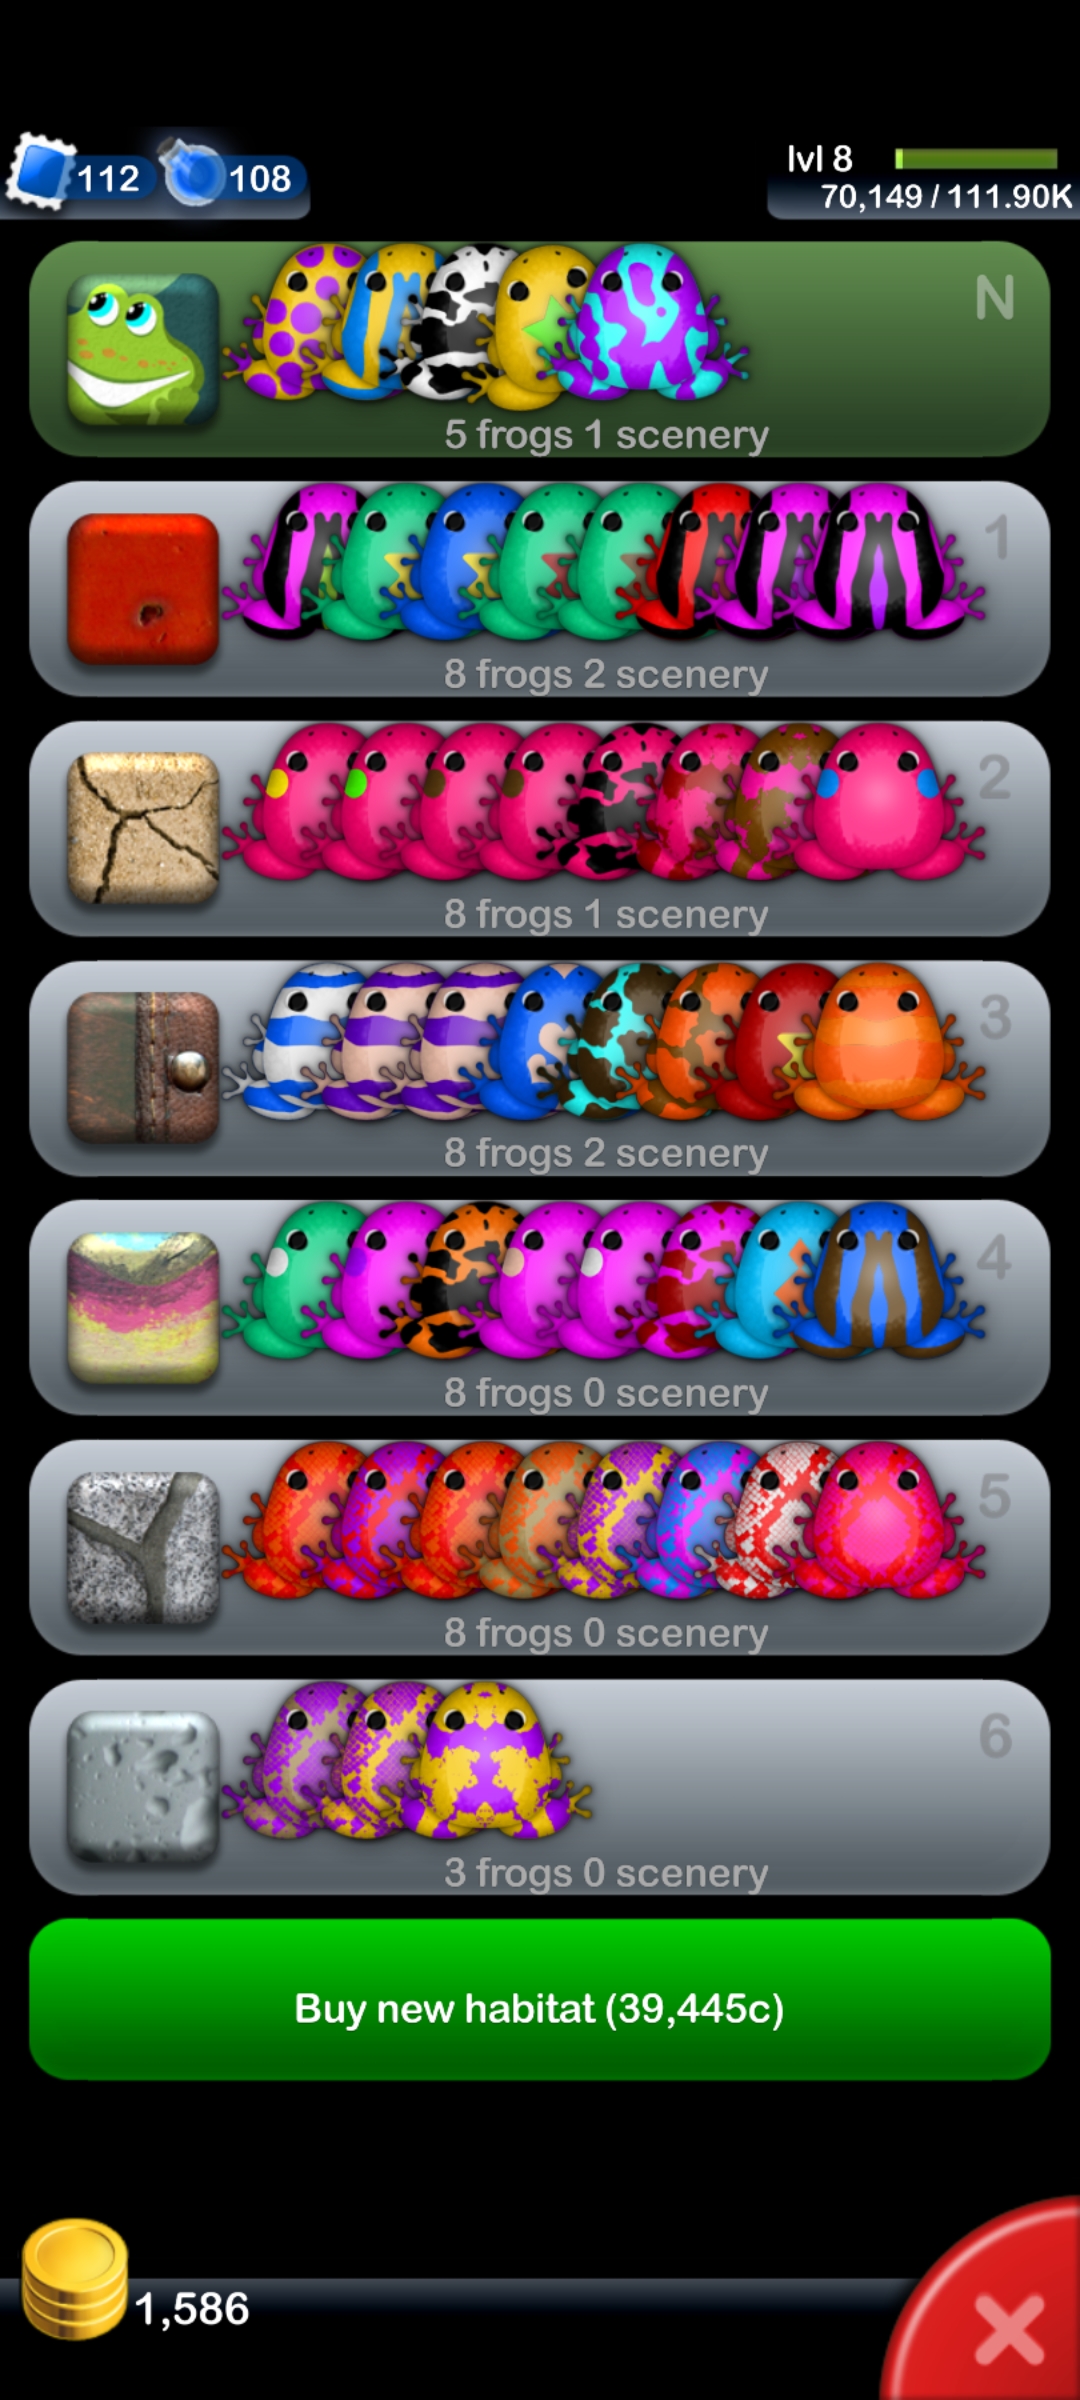 112
108
lvl 8
70,149 / 111.90K
N
5 frogs 1 scenery
1
8 frogs 2 scenery
2
8 frogs 1 scenery
3
8 frogs 2 scenery
4
8 frogs 0 scenery
5
8 frogs 0 scenery
6
3 frogs 0 scenery
Buy new habitat (39,445c)
1,586